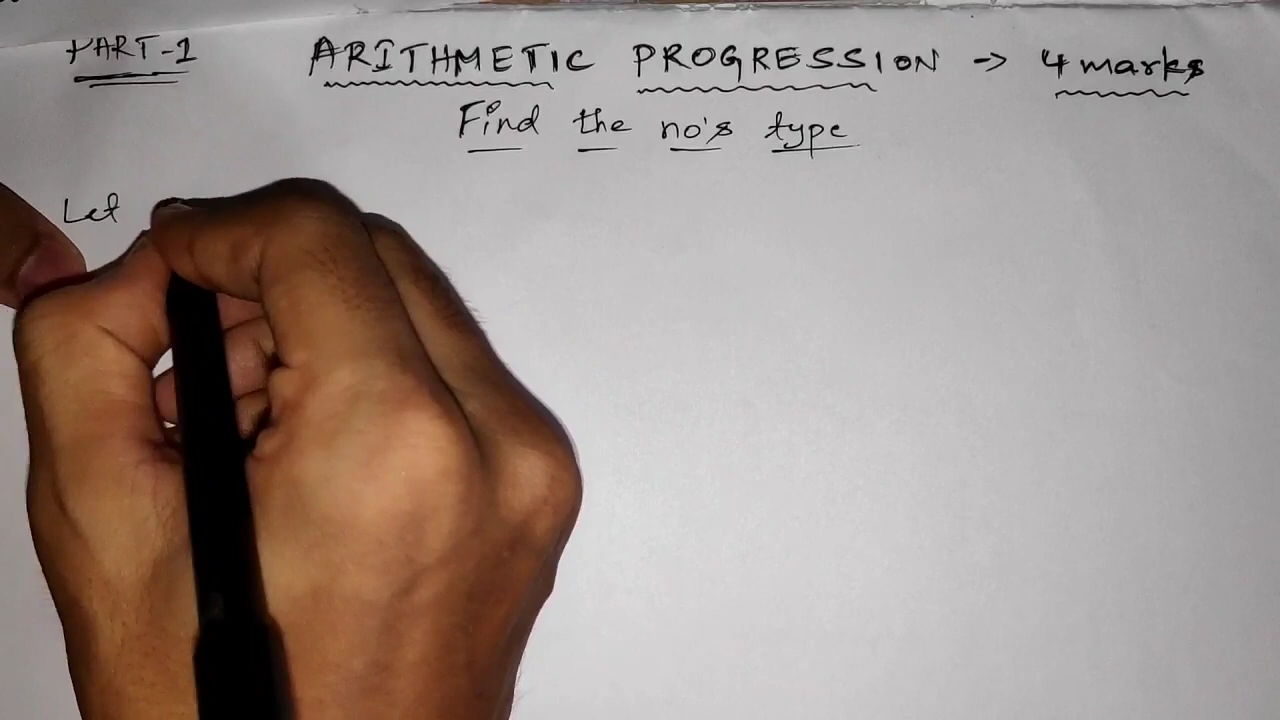 PART-1 ARITHMETIC PROGRESSION → 4 marks
Find the no's type
Let